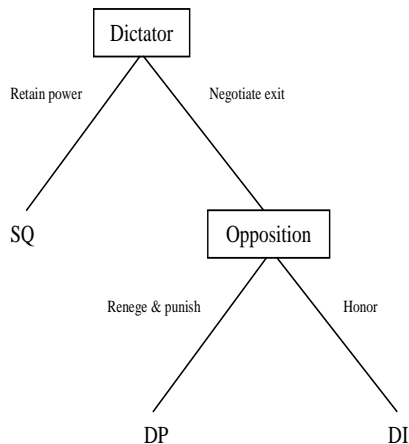 Dictator
Retain power
Negotiate exit
SQ
Opposition
Renege & punish
Honor
DP
DI